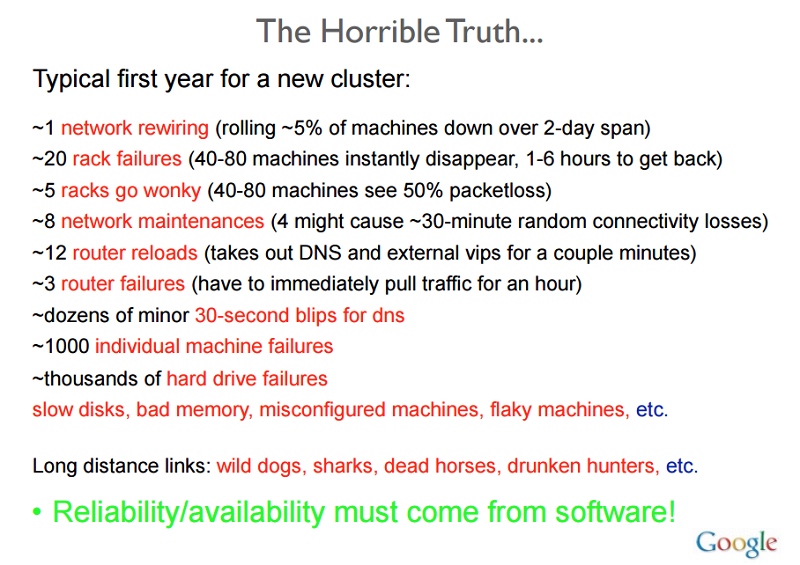 The Horrible Truth...
Typical first year for a new cluster:
~1 network rewiring (rolling ~5% of machines down over 2-day span)
~20 rack failures (40-80 machines instantly disappear, 1-6 hours to get back)
~5 racks go wonky (40-80 machines see 50% packetloss)
~8 network maintenances (4 might cause ~30-minute random connectivity losses)
~12 router reloads (takes out DNS and external vips for a couple minutes)
~3 router failures (have to immediately pull traffic for an hour)
~dozens of minor 30-second blips for dns
~1000 individual machine failures
~thousands of hard drive failures
slow disks, bad memory, misconfigured machines, flaky machines, etc.
Long distance links: wild dogs, sharks, dead horses, drunken hunters, etc.
• Reliability/availability must come from software!
Google